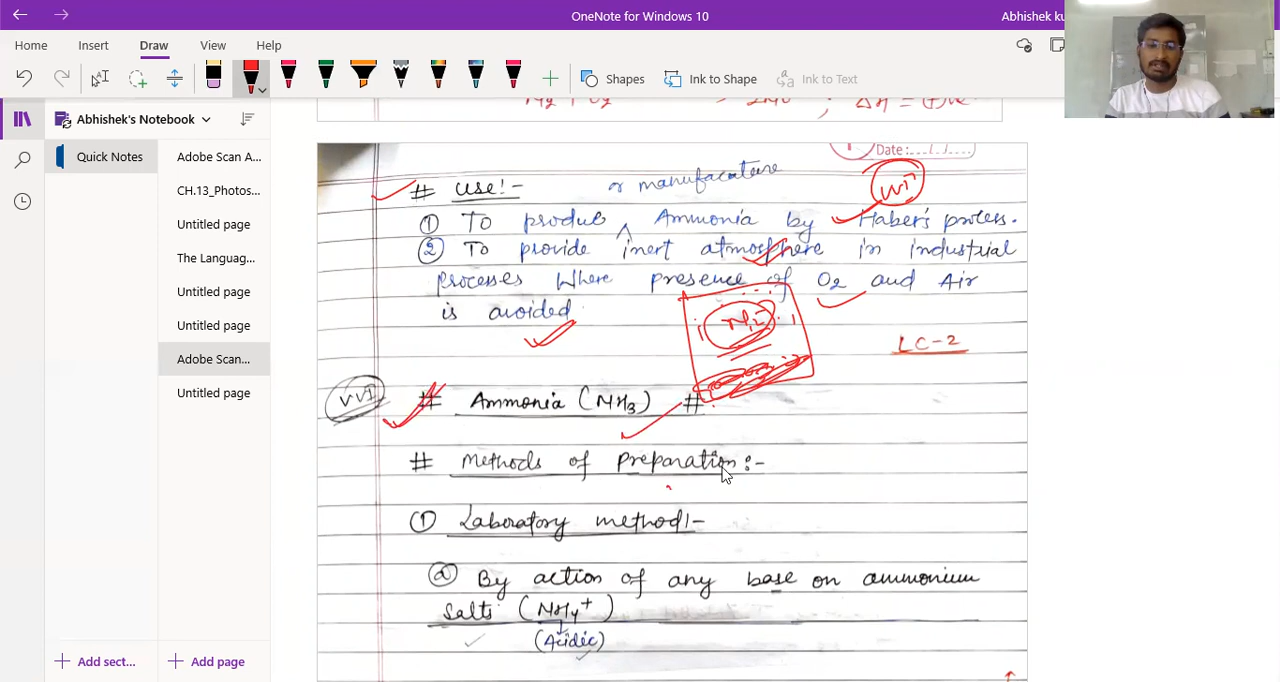 OneNote for Windows 10
Abhishek ku
Home Insert Draw View Help
Shapes Ink to Shape Ink to Text
Abhishek's Notebook
Quick Notes
Adobe Scan A...
CH.13_Photos...
Untitled page
The Languag...
Untitled page
Untitled page
Adobe Scan...
Untitled page
Add sect...
Add page
Date:..../..../....
# Use:-
or manufacature
VVI
① To produc Ammonia by Haber's process.
② To provide inert atmosphere in industrial
processes where presence of O2 and Air
is avoided
N2
LC-2
VVI
# Ammonia (NH3) #
# Methods of preparation:-
① Laboratory method!-
ⓐ By action of any base on ammonium
salts (NH4+)
(Acidic)